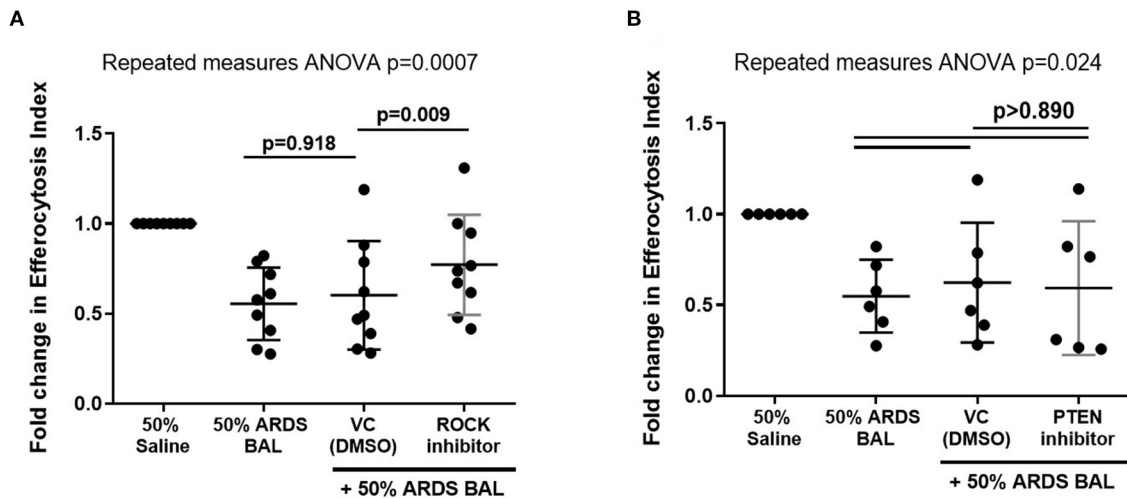 A
Repeated measures ANOVA p=0.0007
Fold change in Efferocytosis Index
1.5
1.0
0.5
0.0
p=0.918
p=0.009
50%
Saline
50% ARDS
BAL
VC
(DMSO)
ROCK
inhibitor
+ 50% ARDS BAL
B
Repeated measures ANOVA p=0.024
Fold change in Efferocytosis Index
1.5
1.0
0.5
0.0
p>0.890
50%
Saline
50% ARDS
BAL
VC
(DMSO)
PTEN
inhibitor
+ 50% ARDS BAL